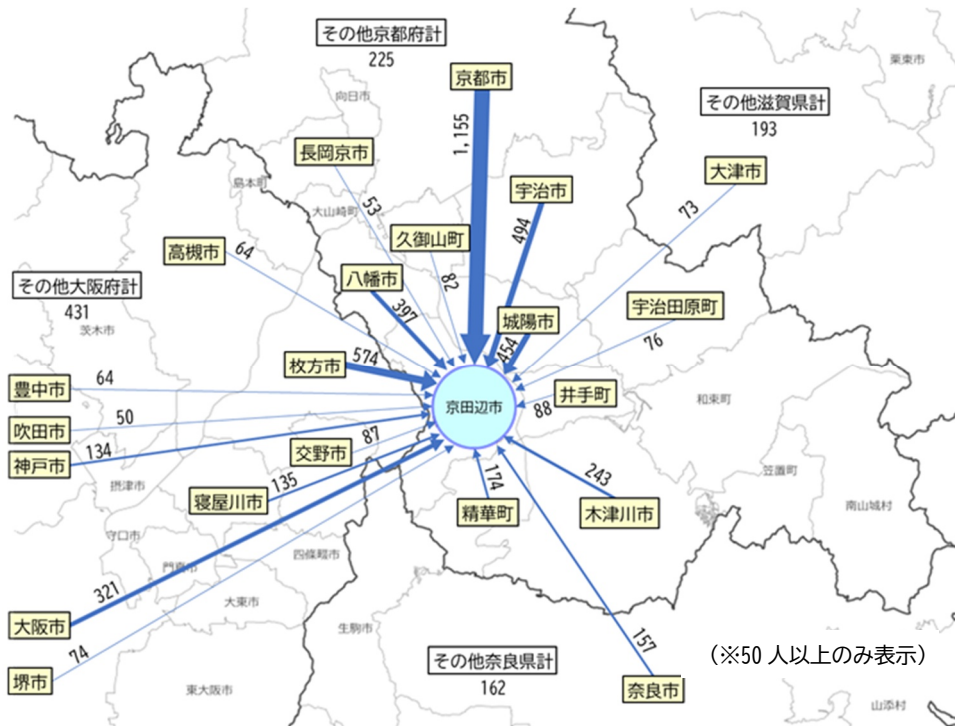 その他京都府計
225
京都市
1,155
栗東市
その他滋賀県計
193
向日市
長岡京市
53
宇治市
494
大津市
73
島本町
大山崎町
久御山町
82
高槻市
64
八幡市
397
その他大阪府計
431
茨木市
城陽市
454
宇治田原町
76
枚方市
574
豊中市
64
京田辺市
井手町
88
和束町
吹田市
50
神戸市
134
交野市
87
寝屋川市
135
精華町
174
木津川市
243
笠置町
南山城村
摂津市
守口市
門真市
四條畷市
大東市
大阪市
321
堺市
74
生駒市
東大阪市
その他奈良県計
162
奈良市
157
(※50 人以上のみ表示)
山添村